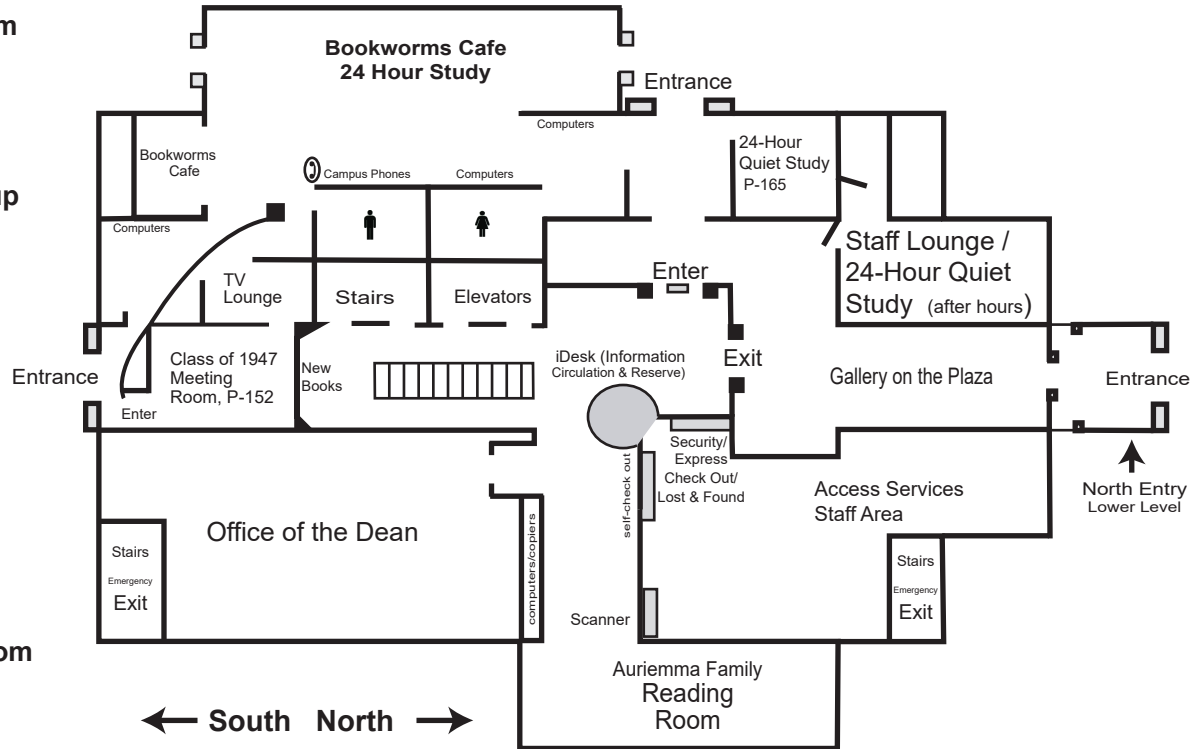 m
Bookworms Cafe
24 Hour Study
Entrance
Computers
24-Hour
Quiet Study
P-165
Bookworms
Cafe
Campus Phones
Computers
up
Computers
Staff Lounge /
24-Hour Quiet
Study (after hours)
TV
Lounge
Stairs
Elevators
Enter
Entrance
Enter
Class of 1947
Meeting
Room, P-152
New
Books
iDesk (Information
Circulation & Reserve)
Exit
Gallery on the Plaza
Entrance
Security/
Express
Check Out/
Lost & Found
self-check out
North Entry
Lower Level
Access Services
Staff Area
Office of the Dean
computers/copiers
Stairs
Emergency
Exit
Stairs
Emergency
Exit
Scanner
om
Auriemma Family
Reading
Room
South North